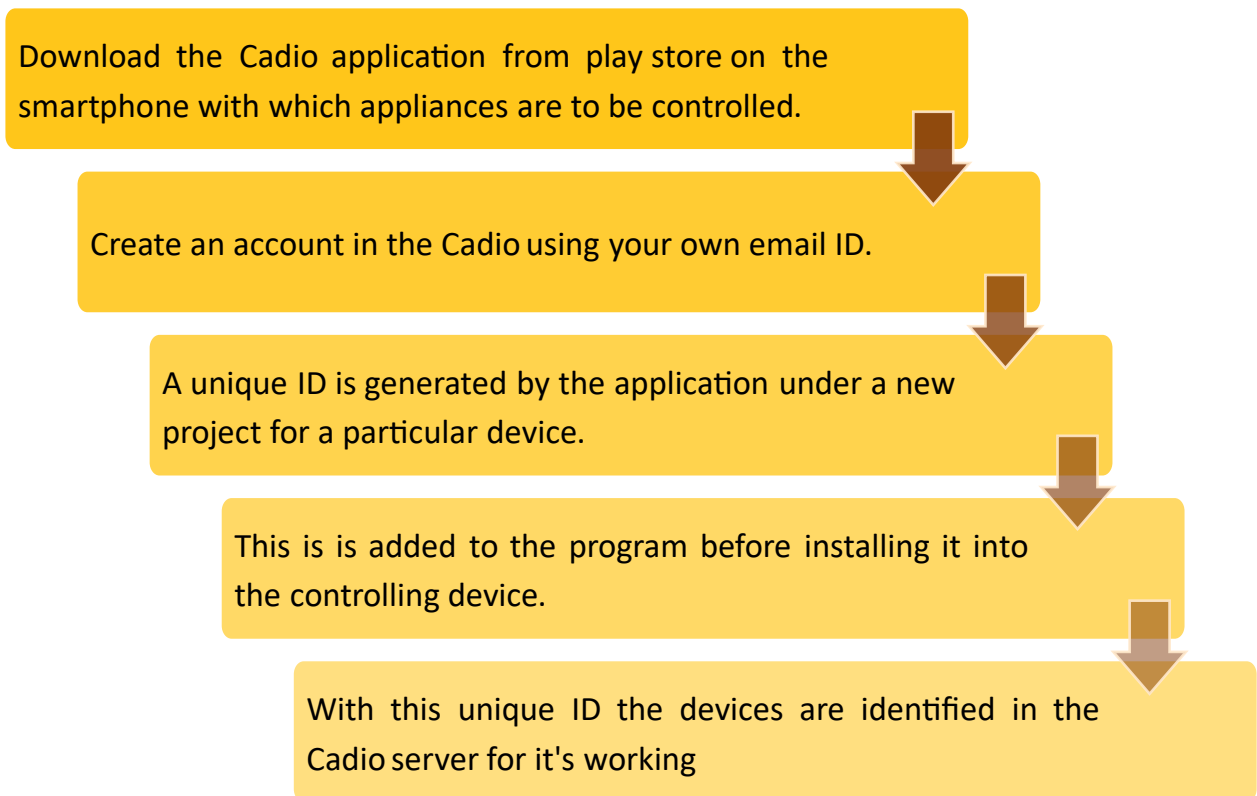 Download the Cadio application from play store on the
smartphone with which appliances are to be controlled.
Create an account in the Cadio using your own email ID.
A unique ID is generated by the application under a new
project for a particular device.
This is is added to the program before installing it into
the controlling device.
With this unique ID the devices are identified in the
Cadio server for it's working